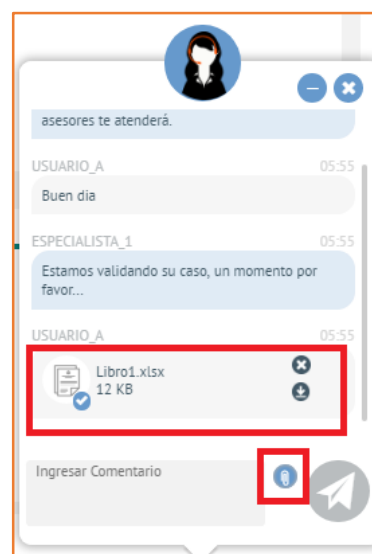 asesores te atenderá.
USUARIO_A 05:55
Buen dia
ESPECIALISTA_1 05:55
Estamos validando su caso, un momento por
favor...
USUARIO_A 05:55
Libro1.xlsx
12 KB
Ingresar Comentario